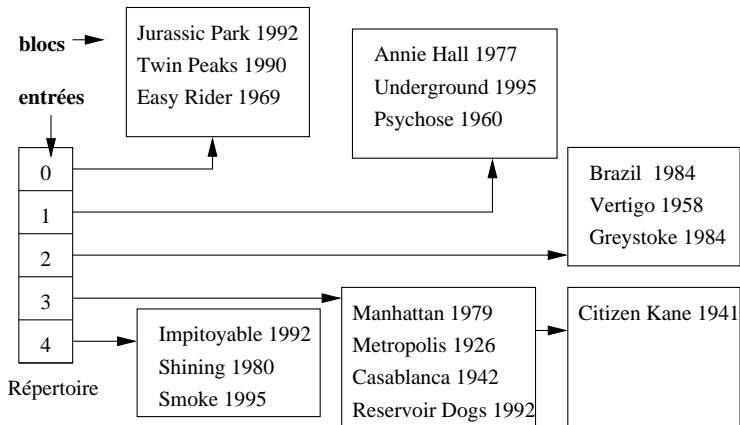 blocs
Jurassic Park 1992
Twin Peaks 1990
Easy Rider 1969
Annie Hall 1977
Underground 1995
Psychose 1960
entrées
0
1
2
3
4
Répertoire
Brazil 1984
Vertigo 1958
Greystoke 1984
Impitoyable 1992
Shining 1980
Smoke 1995
Manhattan 1979
Metropolis 1926
Casablanca 1942
Reservoir Dogs 1992
Citizen Kane 1941